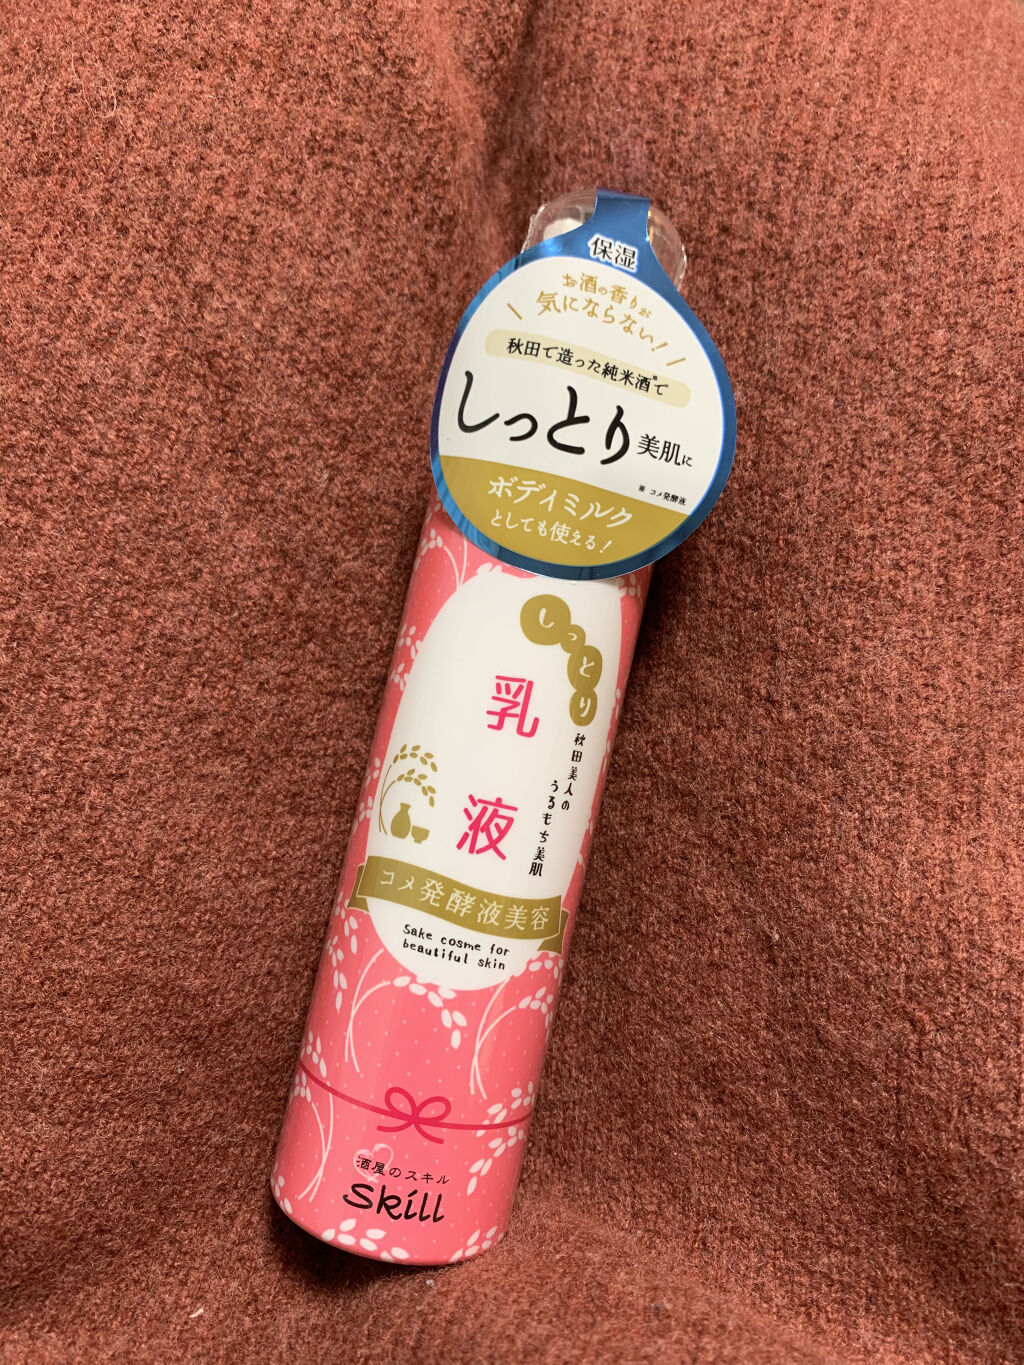 保湿
お酒の香りが
気にならない!
秋田で造った純米酒※で
しっとり美肌に
※ コメ発酵液
ボディミルク
としても使える!
しっとり
乳液
秋田美人の
うるもち美肌
コメ発酵液美容
Sake cosme for
beautiful skin
酒屋のスキル
Skill